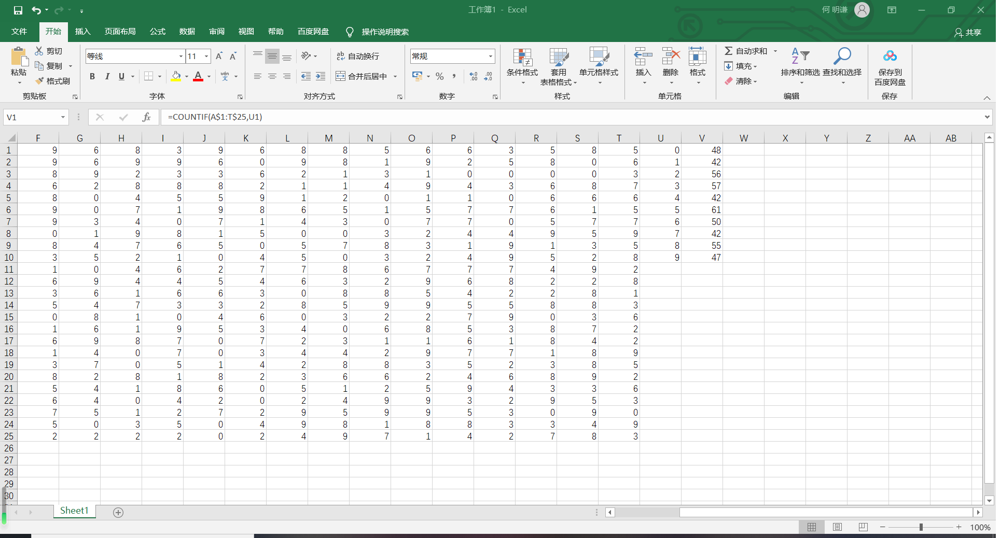 工作簿1 - Excel
何 明谦
文件 开始 插入 页面布局 公式 数据 审阅 视图 帮助 百度网盘 操作说明搜索 共享
粘贴 剪切 复制 格式刷 剪贴板
等线 11 A A B I U A wén 文 字体
ab 自动换行 合并后居中 对齐方式
常规 % , .00 .00 数字
条件格式 套用 表格格式 单元格样式 样式
插入 删除 格式 单元格
Σ 自动求和 填充 清除 排序和筛选 查找和选择 编辑
保存到 百度网盘 保存
V1 fx =COUNTIF(A$1:T$25,U1)
F G H I J K L M N O P Q R S T U V W X Y Z AA AB
1 9 6 8 3 9 6 8 8 5 6 6 3 5 8 5 0 48
2 9 6 9 9 6 0 9 8 1 9 2 5 8 0 6 1 42
3 8 9 2 3 3 6 2 1 3 1 0 0 0 0 3 2 56
4 6 2 8 8 8 2 1 1 4 9 4 3 6 8 7 3 57
5 8 0 4 5 5 9 1 2 0 1 1 0 6 6 6 4 42
6 9 0 7 1 9 8 6 5 1 5 7 7 6 1 5 5 61
7 9 3 4 0 7 1 4 3 0 7 7 0 5 7 7 6 50
8 0 1 9 8 1 5 0 0 3 2 4 4 9 5 9 7 42
9 8 4 7 6 5 0 5 7 8 3 1 9 1 3 5 8 55
10 3 5 2 1 0 4 5 0 3 2 4 9 5 2 8 9 47
11 1 0 4 6 2 7 7 8 6 7 7 7 4 9 2
12 6 9 4 4 5 4 6 3 2 9 6 8 2 2 8
13 3 6 1 6 6 3 0 8 8 5 4 2 2 8 1
14 5 4 7 3 3 2 8 5 9 9 5 5 8 8 3
15 0 8 1 0 4 6 0 3 2 2 7 9 0 3 6
16 1 6 1 9 5 3 4 0 6 8 5 3 8 7 2
17 6 9 8 7 0 7 2 3 1 1 6 1 8 4 2
18 1 4 0 7 0 3 4 4 2 9 7 7 1 8 9
19 3 7 0 5 1 4 2 8 8 3 5 2 3 8 5
20 8 2 8 1 8 2 3 6 6 2 4 6 8 9 2
21 5 4 1 8 6 0 5 1 2 5 9 4 3 3 6
22 6 4 0 4 2 0 2 4 9 9 3 2 9 5 3
23 7 5 1 2 7 2 9 5 9 9 5 3 0 9 0
24 5 0 3 5 0 4 9 8 1 8 8 3 3 4 9
25 2 2 2 2 0 2 4 9 7 1 4 2 7 8 3
26
27
28
29
30
Sheet1
100%